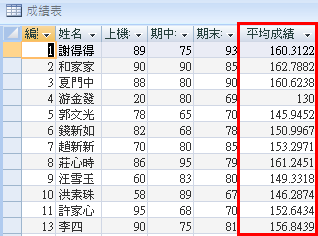 成績表
編 姓名 上機 期中 期末 平均成績
1 謝得得 89 75 93 160.3122
2 和家家 90 90 85 162.7882
3 夏門中 88 80 90 160.6238
4 游金發 20 80 69 130
5 郭文光 78 65 70 145.9452
6 錢新如 82 68 78 150.9967
7 趙新新 70 80 84 153.2971
8 莊心晴 86 95 79 161.2451
9 汪雪玉 60 83 80 149.3318
10 洪素珠 58 89 67 146.2874
11 許家心 95 68 70 152.6434
13 李四 90 75 81 156.8439